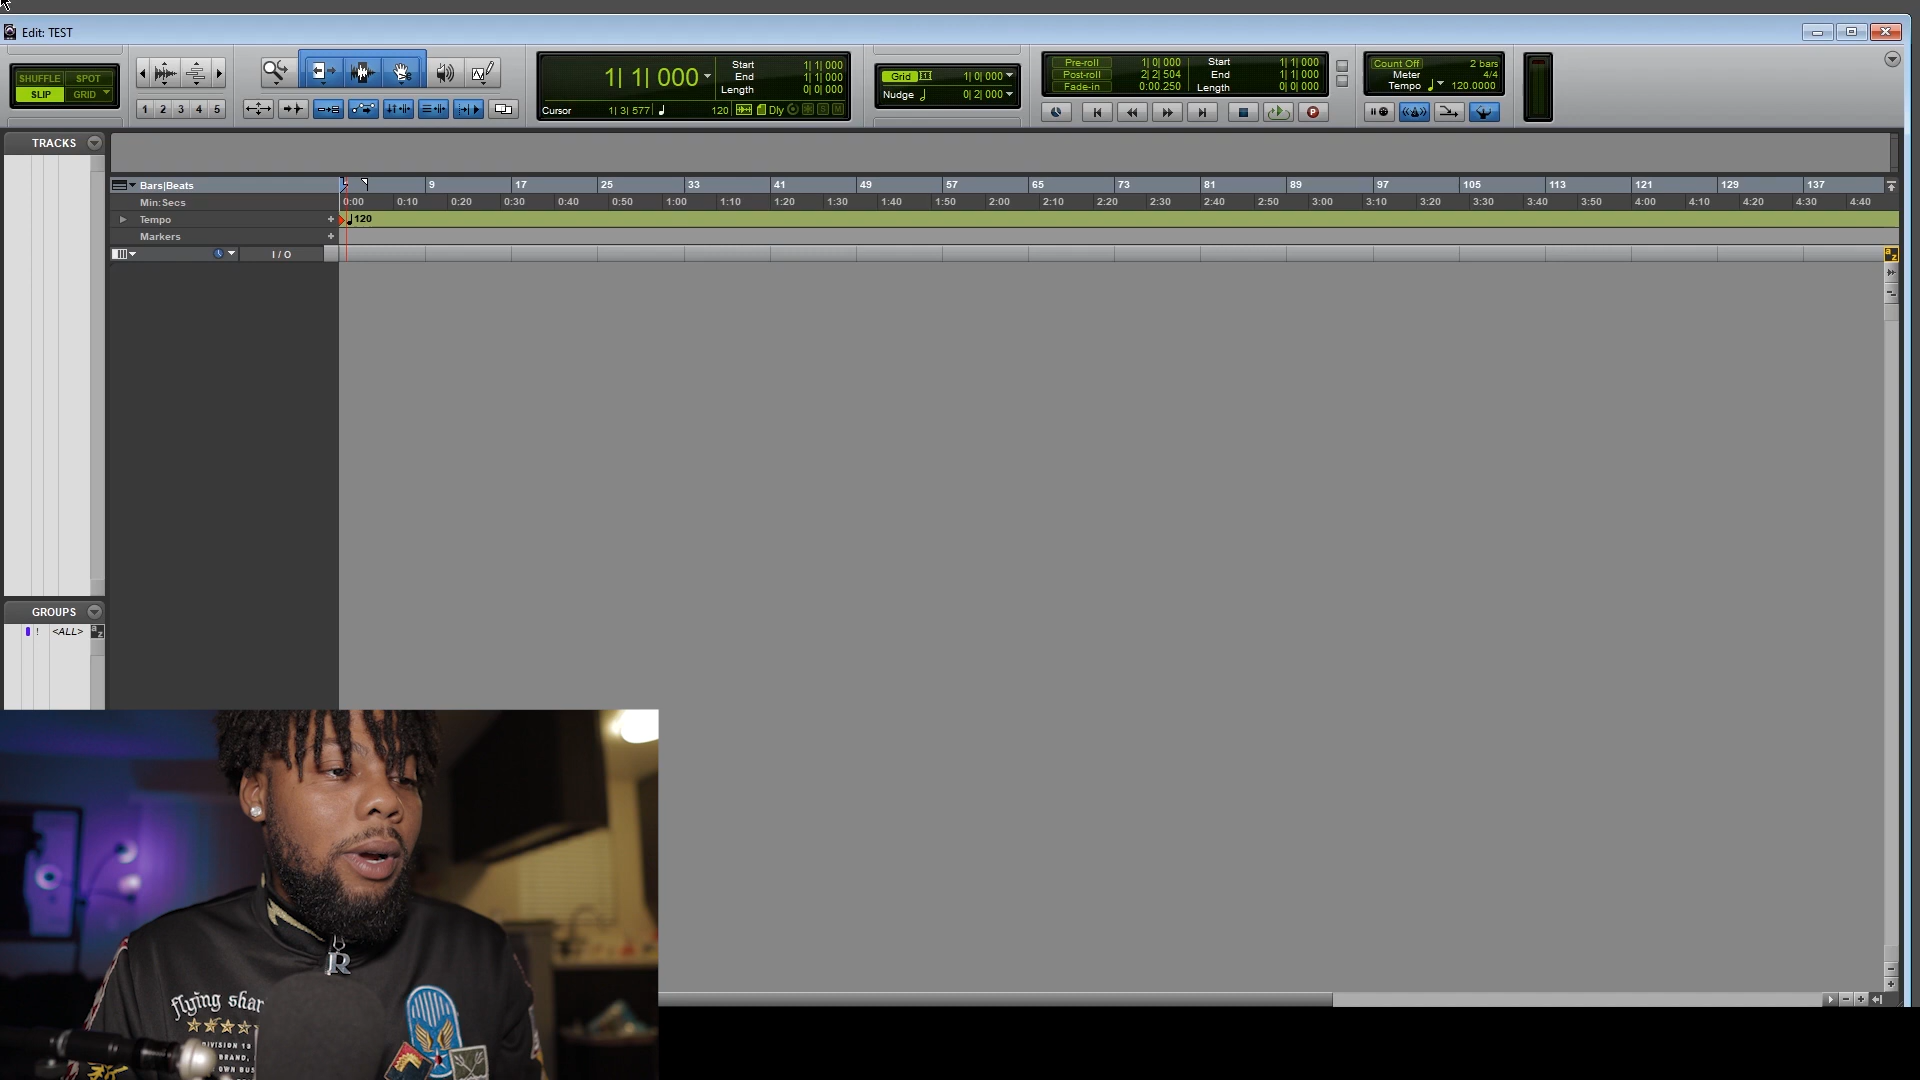 Edit: TEST
SHUFFLE SPOT
SLIP GRID
1 2 3 4 5
1| 1| 000
Start 1| 1| 000
End 1| 1| 000
Length 0| 0| 000
Cursor 1| 3| 577 120 Dly S M
Grid 1| 0| 000
Nudge 0| 2| 000
Pre-roll 1| 0| 000 Start 1| 1| 000
Post-roll 2| 2| 504 End 1| 1| 000
Fade-in 0:00.250 Length 0| 0| 000
P
Count Off 2 bars
Meter 4/4
Tempo 120.0000
TRACKS
Bars|Beats 9 17 25 33 41 49 57 65 73 81 89 97 105 113 121 129 137
Min:Secs 0:00 0:10 0:20 0:30 0:40 0:50 1:00 1:10 1:20 1:30 1:40 1:50 2:00 2:10 2:20 2:30 2:40 2:50 3:00 3:10 3:20 3:30 3:40 3:50 4:00 4:10 4:20 4:30 4:40
Tempo + 120
Markers +
I / O
a z
GROUPS
! <ALL> a z
R
flying shar
DIVISION 13
BRAND,
OWN BUS